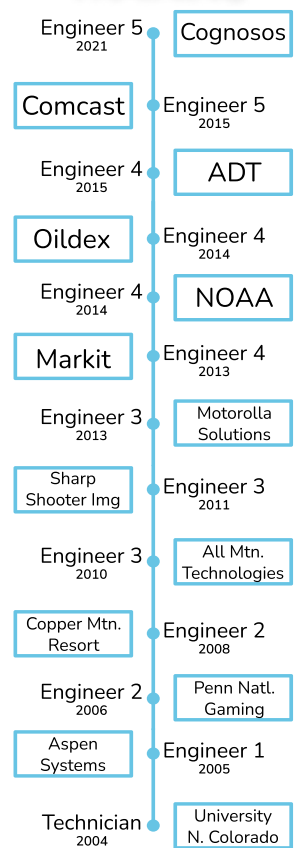 Engineer 5
2021
Cognosos
Comcast
Engineer 5
2015
Engineer 4
2015
ADT
Oildex
Engineer 4
2014
Engineer 4
2014
NOAA
Markit
Engineer 4
2013
Engineer 3
2013
Motorolla
Solutions
Sharp
Shooter Img
Engineer 3
2011
Engineer 3
2010
All Mtn.
Technologies
Copper Mtn.
Resort
Engineer 2
2008
Engineer 2
2006
Penn Natl.
Gaming
Aspen
Systems
Engineer 1
2005
Technician
2004
University
N. Colorado